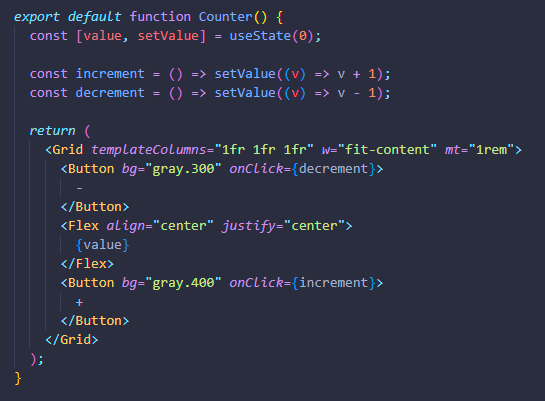 export default function Counter() {
  const [value, setValue] = useState(0);

  const increment = () => setValue((v) => v + 1);
  const decrement = () => setValue((v) => v - 1);

  return (
    <Grid templateColumns="1fr 1fr 1fr" w="fit-content" mt="1rem">
      <Button bg="gray.300" onClick={decrement}>
        -
      </Button>
      <Flex align="center" justify="center">
        {value}
      </Flex>
      <Button bg="gray.400" onClick={increment}>
        +
      </Button>
    </Grid>
  );
}